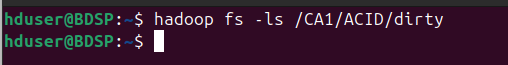 hduser@BDSP:~$ hadoop fs -ls /CA1/ACID/dirty
hduser@BDSP:~$